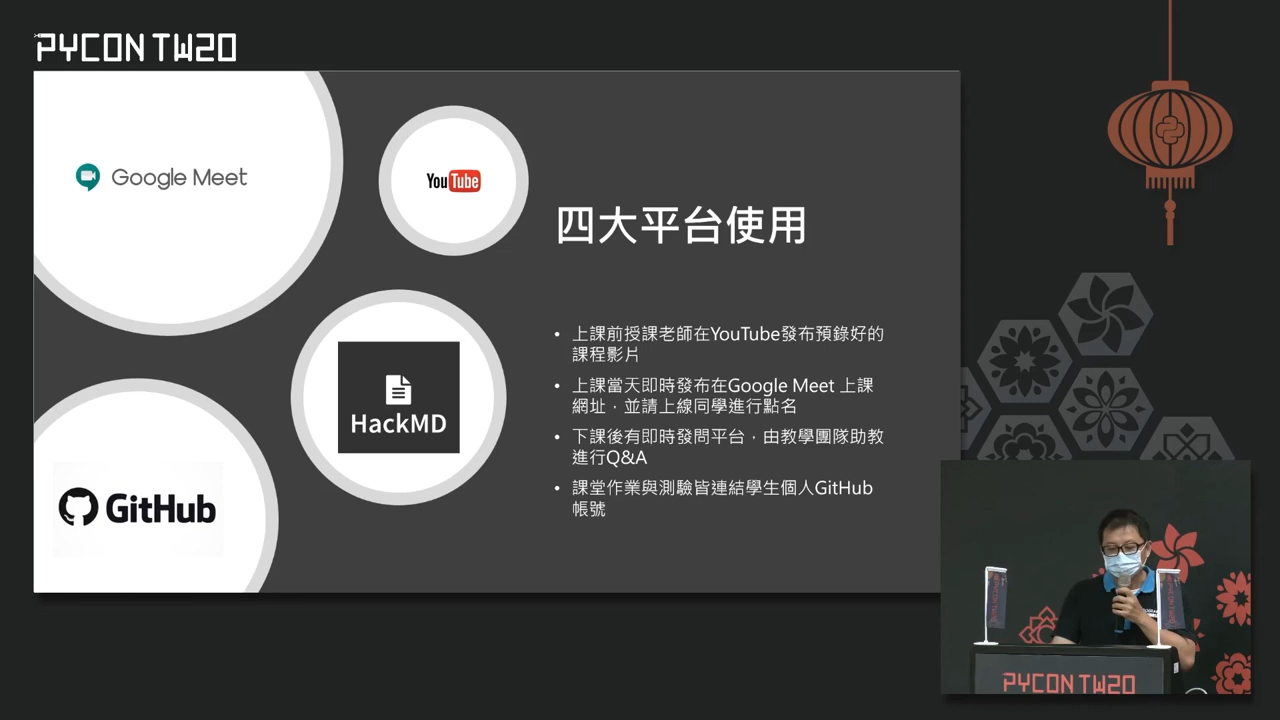 PYCON TW20
Google Meet
YouTube
四大平台使用
HackMD
GitHub
• 上課前授課老師在YouTube發布預錄好的
課程影片
• 上課當天即時發布在Google Meet 上課
網址，並請上線同學進行點名
• 下課後有即時發問平台，由教學團隊助教
進行Q&A
• 課堂作業與測驗皆連結學生個人GitHub
帳號
PYCON TW20